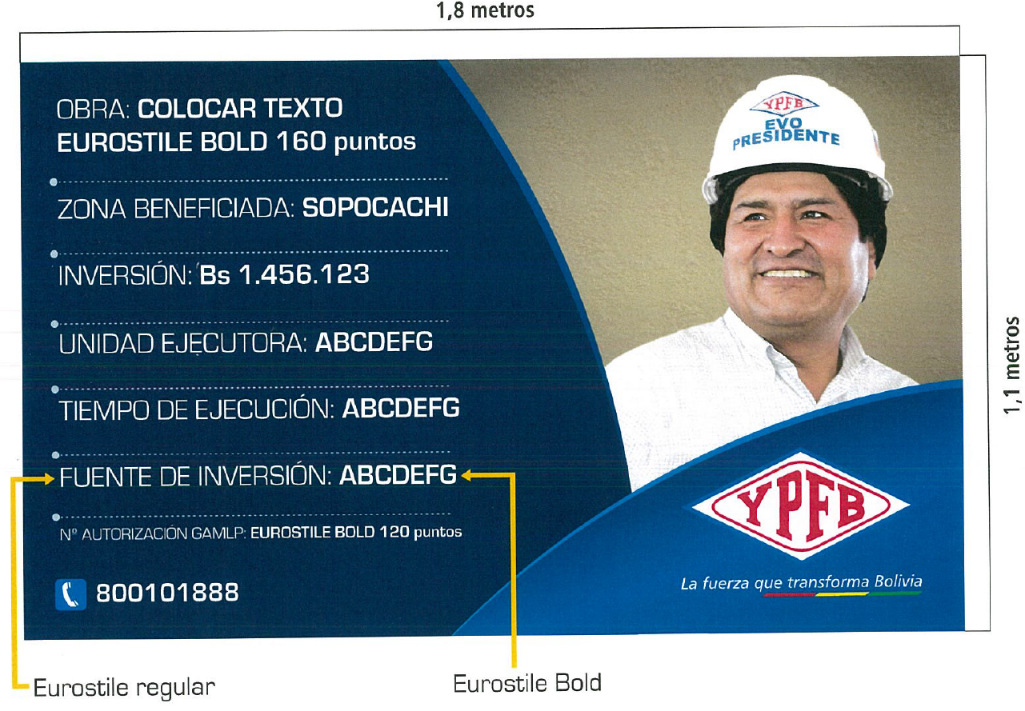 1,8 metros
OBRA: COLOCAR TEXTO
EUROSTILE BOLD 160 puntos
ZONA BENEFICIADA: SOPOCACHI
INVERSIÓN: Bs 1.456.123
UNIDAD EJECUTORA: ABCDEFG
TIEMPO DE EJECUCIÓN: ABCDEFG
FUENTE DE INVERSIÓN: ABCDEFG
Nº AUTORIZACIÓN GAMLP: EUROSTILE BOLD 120 puntos
800101888
YPFB
EVO
PRESIDENTE
YPFB
La fuerza que transforma Bolivia
1,1 metros
Eurostile regular
Eurostile Bold